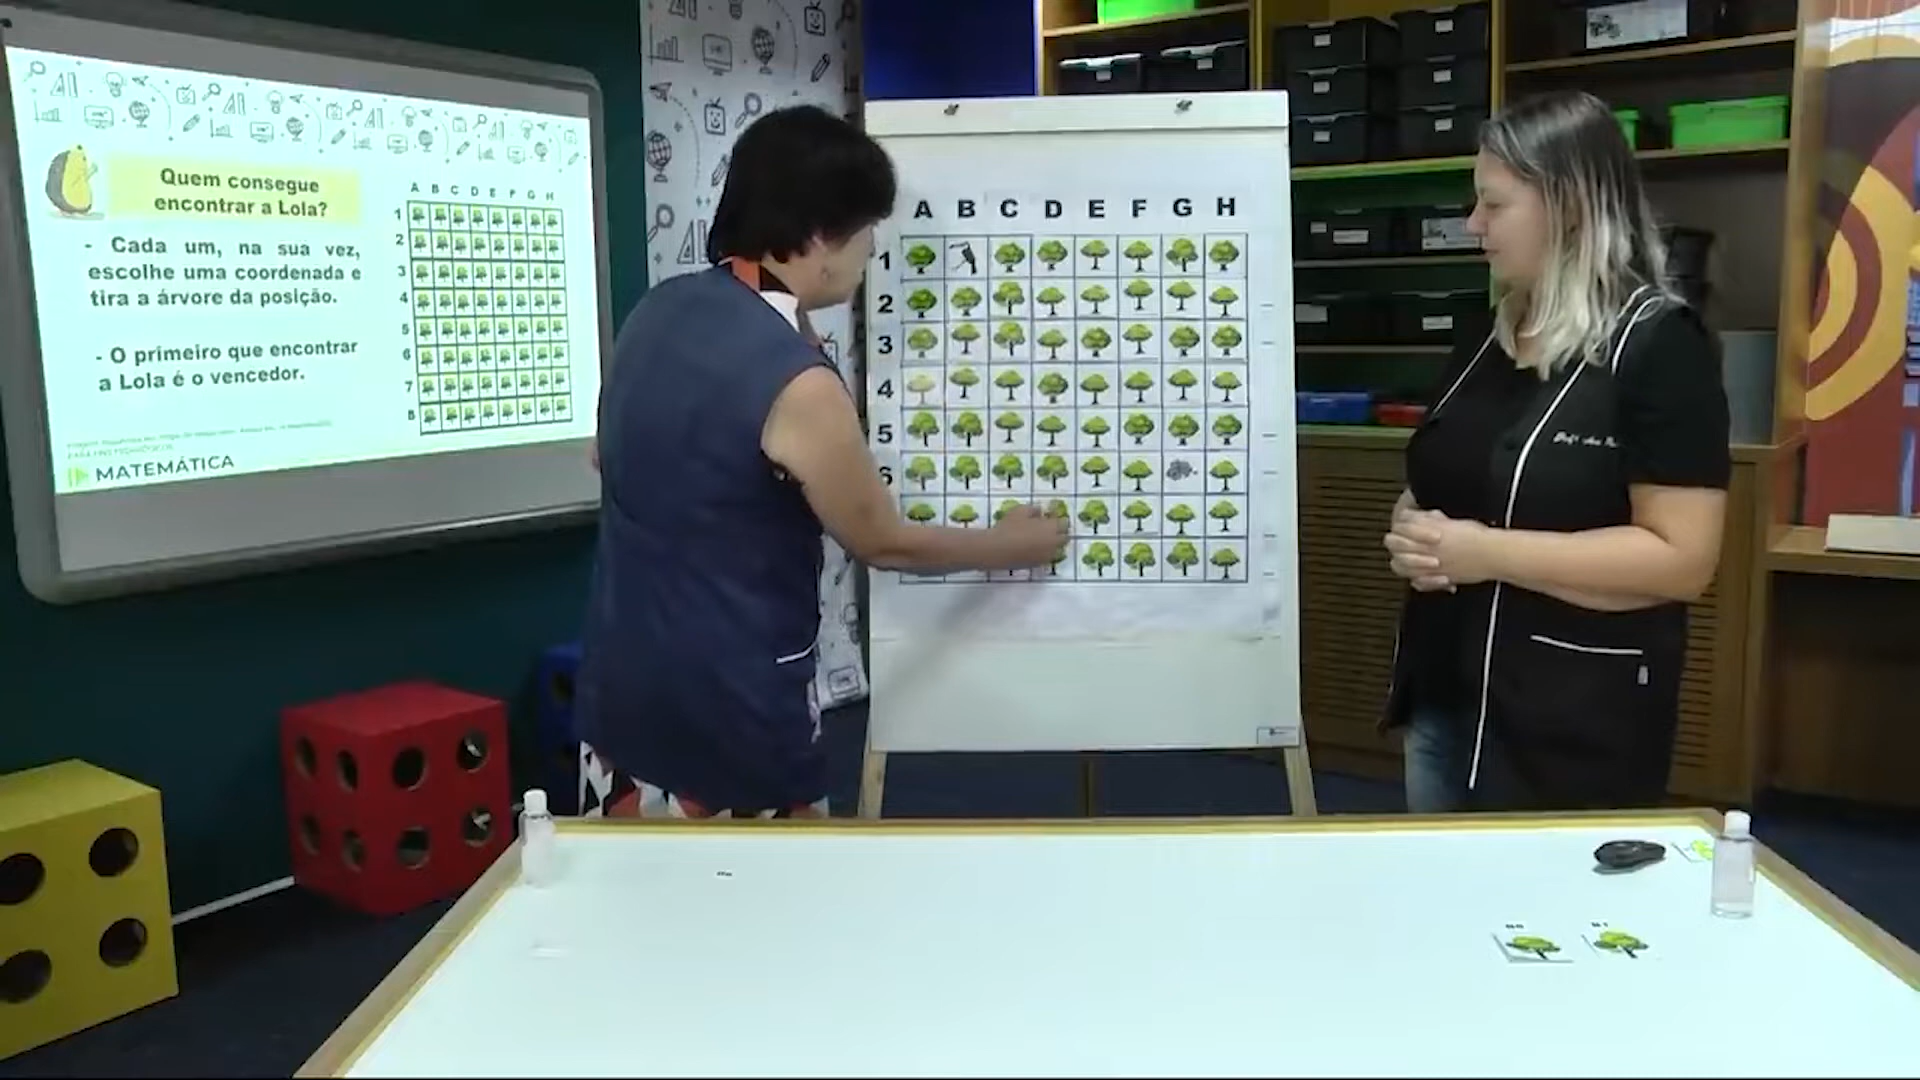 Quem consegue
encontrar a Lola?
- Cada um, na sua vez,
escolhe uma coordenada e
tira a árvore da posição.
- O primeiro que encontrar
a Lola é o vencedor.
MATEMÁTICA
A B C D E F G H
1
2
3
4
5
6
7
8
A B C D E F G H
1
2
3
4
5
6